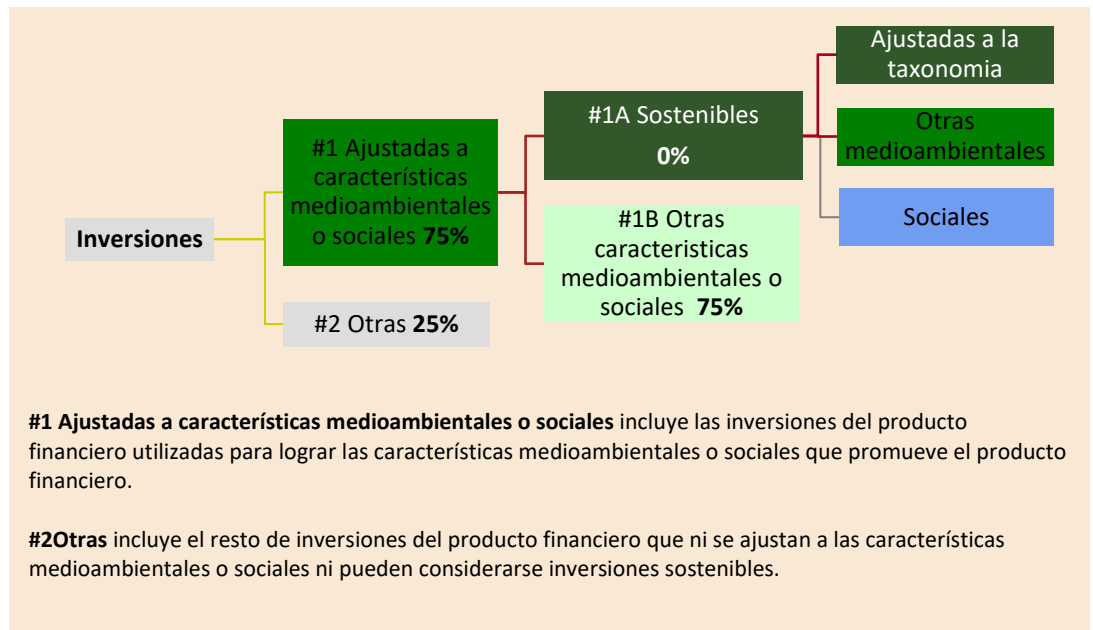 Inversiones
#1 Ajustadas a
características
medioambientales
o sociales 75%
#2 Otras 25%
#1A Sostenibles
0%
#1B Otras
caracteristicas
medioambientales o
sociales 75%
Ajustadas a la
taxonomia
Otras
medioambientales
Sociales
#1 Ajustadas a características medioambientales o sociales incluye las inversiones del producto
financiero utilizadas para lograr las características medioambientales o sociales que promueve el producto
financiero.
#2Otras incluye el resto de inversiones del producto financiero que ni se ajustan a las características
medioambientales o sociales ni pueden considerarse inversiones sostenibles.